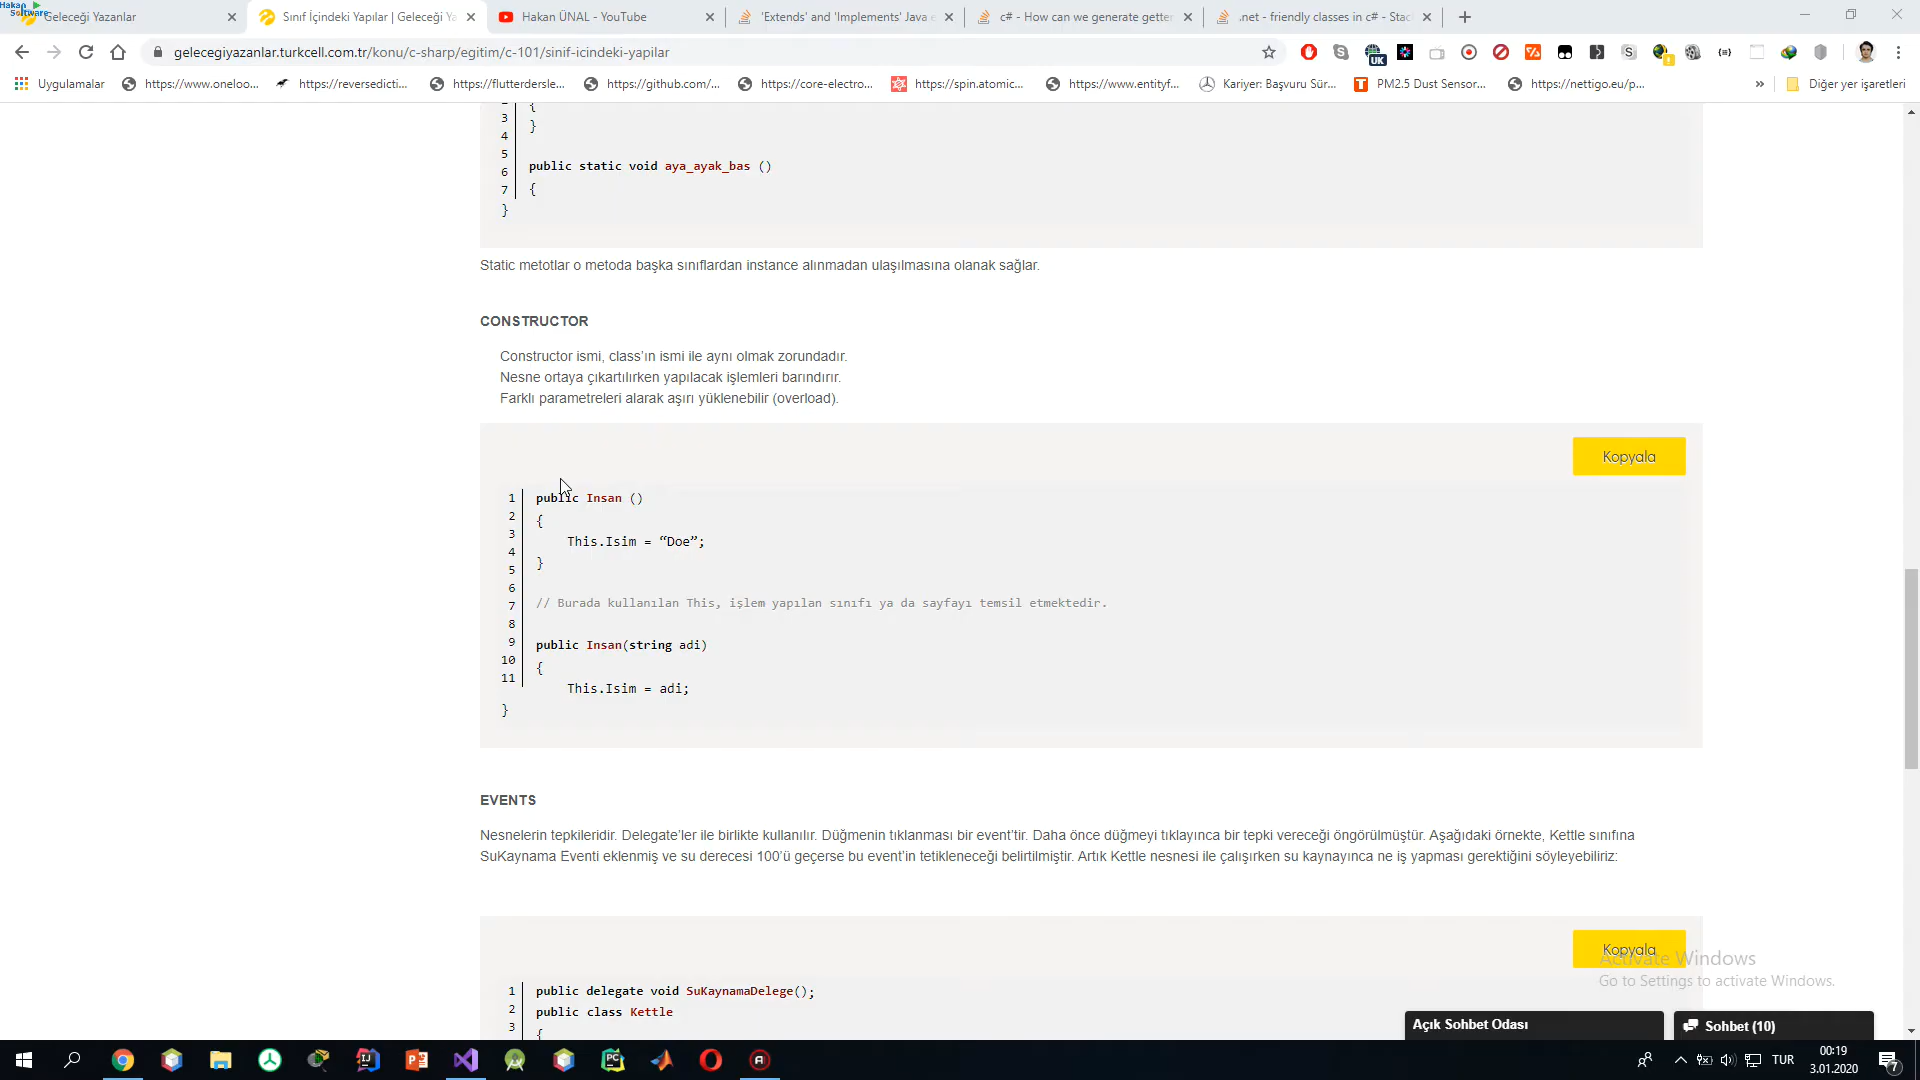 Hakan
Software
Geleceği Yazanlar
Sınıf İçindeki Yapılar | Geleceği Ya
Hakan ÜNAL - YouTube
'Extends' and 'Implements' Java e
c# - How can we generate getter
.net - friendly classes in c# - Stac
gelecegiyazanlar.turkcell.com.tr/konu/c-sharp/egitim/c-101/sinif-icindeki-yapilar
UK
Uygulamalar
https://www.oneloo...
https://reversedicti...
https://flutterdersle...
https://github.com/...
https://core-electro...
https://spin.atomic...
https://www.entityf...
Kariyer: Başvuru Sür...
PM2.5 Dust Sensor...
https://nettigo.eu/p...
»
Diğer yer işaretleri
{
3
}
4
5
6
public static void aya_ayak_bas ()
7
{
}
Static metotlar o metoda başka sınıflardan instance alınmadan ulaşılmasına olanak sağlar.
CONSTRUCTOR
Constructor ismi, class'ın ismi ile aynı olmak zorundadır.
Nesne ortaya çıkartılırken yapılacak işlemleri barındırır.
Farklı parametreleri alarak aşırı yüklenebilir (overload).
Kopyala
1 public Insan ()
2 {
3 This.Isim = “Doe”;
4 }
5
6
7 // Burada kullanılan This, işlem yapılan sınıfı ya da sayfayı temsil etmektedir.
8
9 public Insan(string adi)
10 {
11 This.Isim = adi;
}
EVENTS
Nesnelerin tepkileridir. Delegate'ler ile birlikte kullanılır. Düğmenin tıklanması bir event'tir. Daha önce düğmeyi tıklayınca bir tepki vereceği öngörülmüştür. Aşağıdaki örnekte, Kettle sınıfına
SuKaynama Eventi eklenmiş ve su derecesi 100'ü geçerse bu event'in tetikleneceği belirtilmiştir. Artık Kettle nesnesi ile çalışırken su kaynayınca ne iş yapması gerektiğini söyleyebiliriz:
Kopyala
Activate Windows
Go to Settings to activate Windows.
1 public delegate void SuKaynamaDelege();
2 public class Kettle
3 {
Açık Sohbet Odası
Sohbet (10)
TUR
00:19
3.01.2020
7